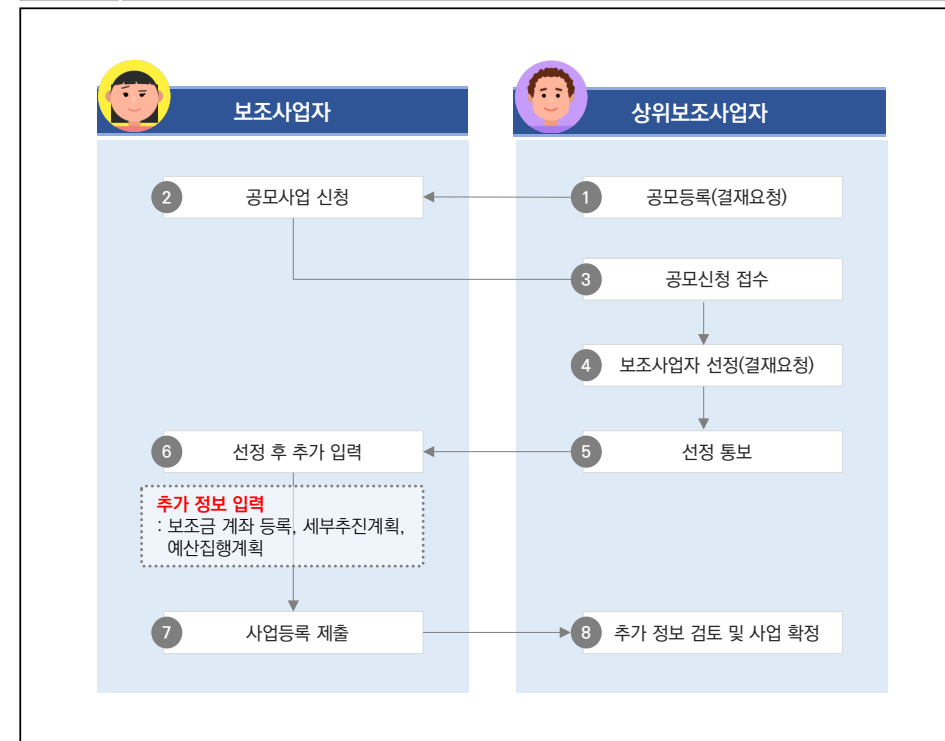 보조사업자
상위보조사업자
2 공모사업 신청
1 공모등록(결재요청)
3 공모신청 접수
4 보조사업자 선정(결재요청)
6 선정 후 추가 입력
5 선정 통보
추가 정보 입력
: 보조금 계좌 등록, 세부추진계획,
예산집행계획
7 사업등록 제출
8 추가 정보 검토 및 사업 확정